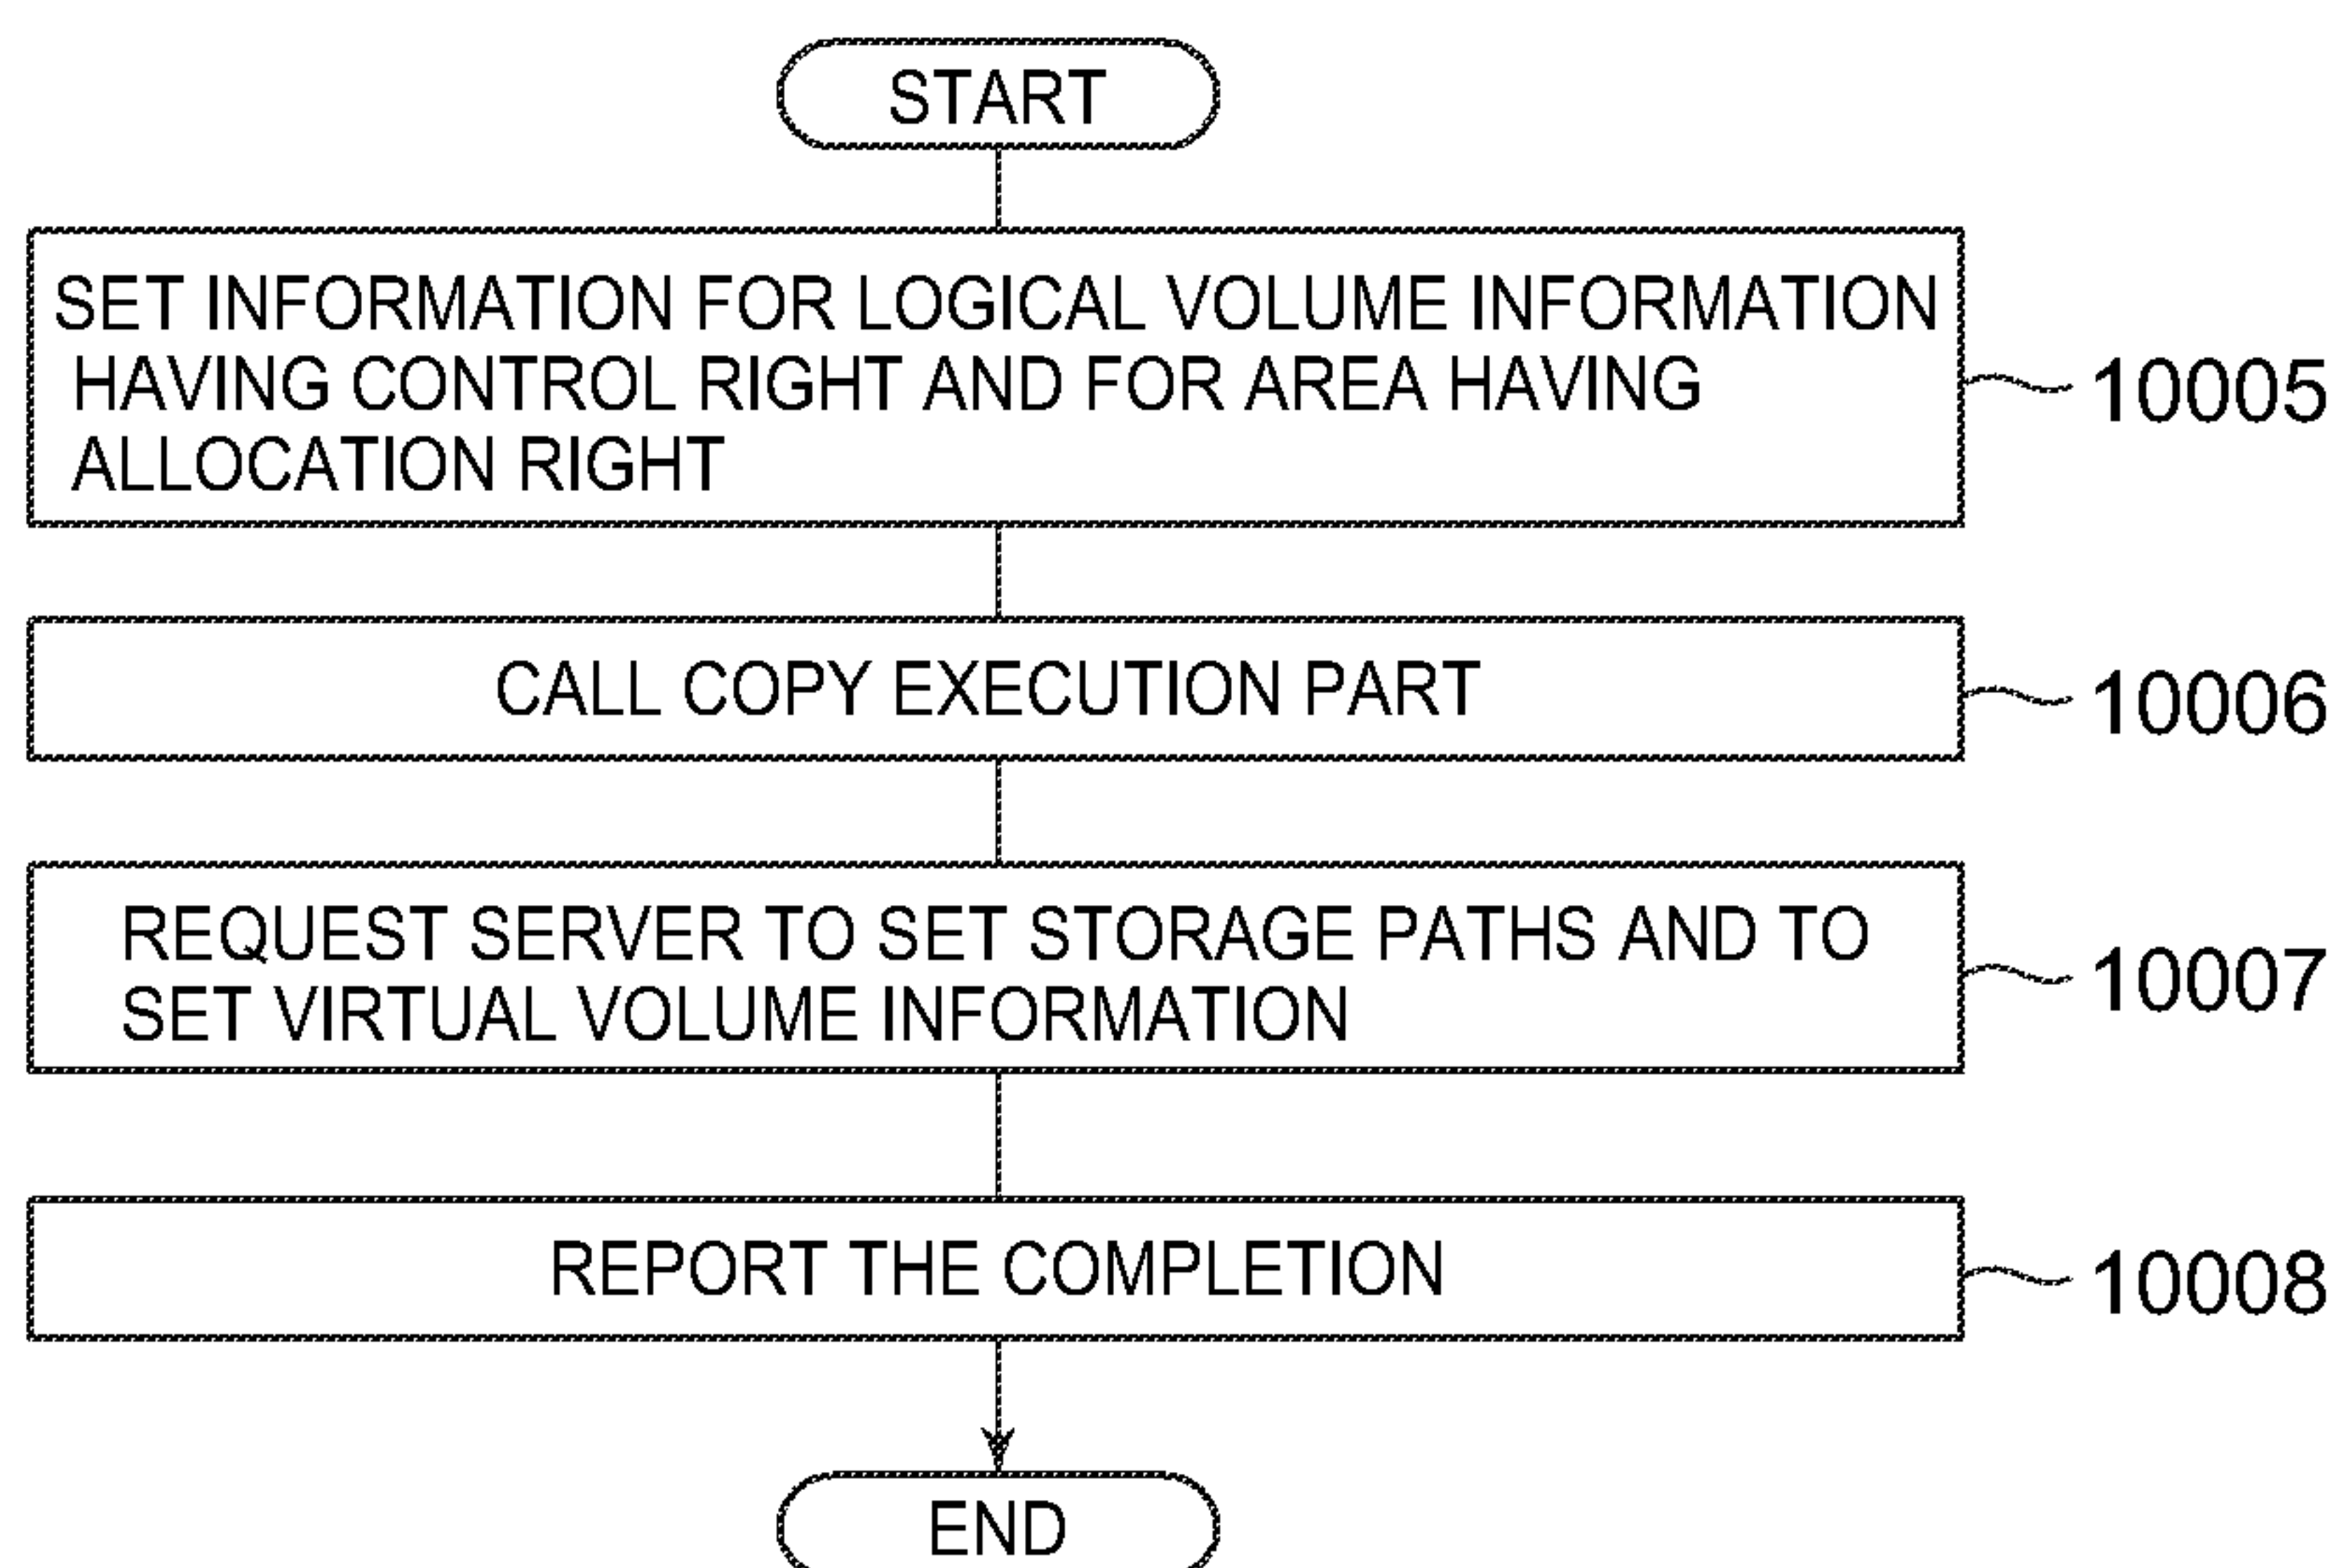 START
SET INFORMATION FOR LOGICAL VOLUME INFORMATION
HAVING CONTROL RIGHT AND FOR AREA HAVING
ALLOCATION RIGHT
10005
CALL COPY EXECUTION PART
10006
REQUEST SERVER TO SET STORAGE PATHS AND TO
SET VIRTUAL VOLUME INFORMATION
10007
REPORT THE COMPLETION
10008
END